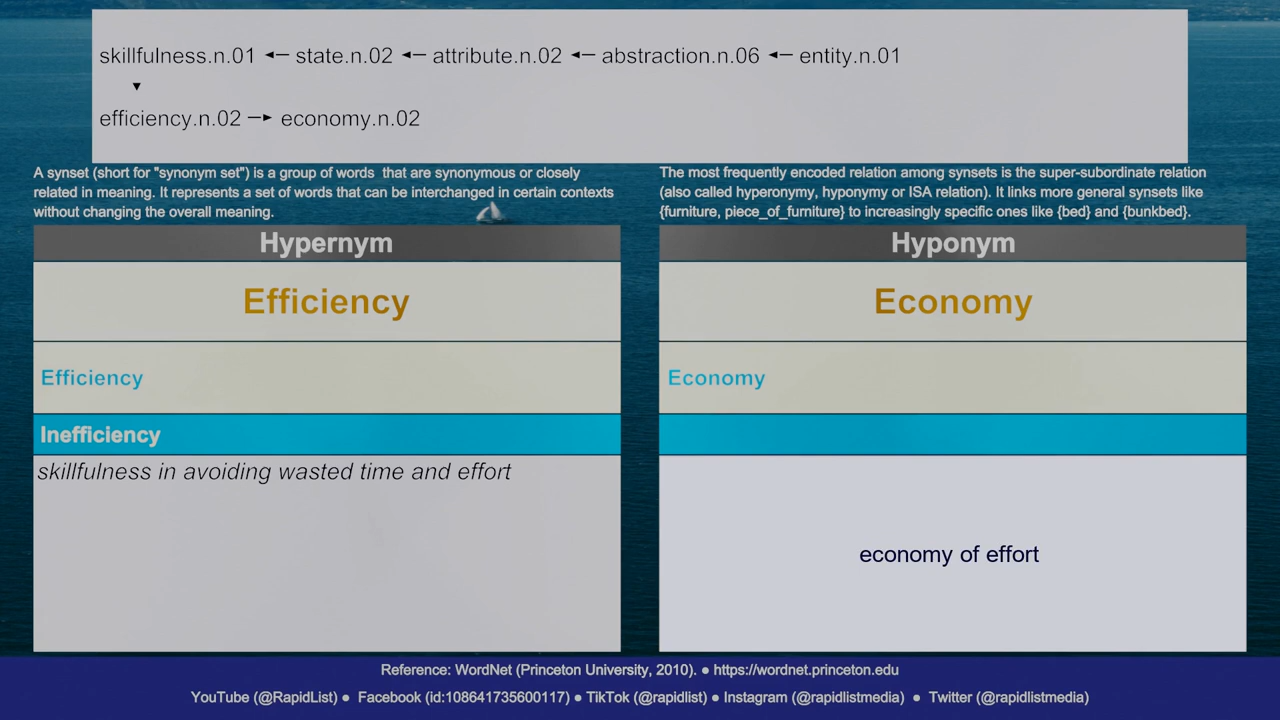 skillfulness.n.01 ◄─ state.n.02 ◄─ attribute.n.02 ◄─ abstraction.n.06 ◄─ entity.n.01
▼
efficiency.n.02 ─► economy.n.02
A synset (short for "synonym set") is a group of words that are synonymous or closely
related in meaning. It represents a set of words that can be interchanged in certain contexts
without changing the overall meaning.
The most frequently encoded relation among synsets is the super-subordinate relation
(also called hyperonymy, hyponymy or ISA relation). It links more general synsets like
{furniture, piece_of_furniture} to increasingly specific ones like {bed} and {bunkbed}.
Hypernym
Efficiency
Efficiency
Inefficiency
skillfulness in avoiding wasted time and effort
Hyponym
Economy
Economy
economy of effort
Reference: WordNet (Princeton University, 2010). ● https://wordnet.princeton.edu
YouTube (@RapidList) ● Facebook (id:108641735600117) ● TikTok (@rapidlist) ● Instagram (@rapidlistmedia) ● Twitter (@rapidlistmedia)